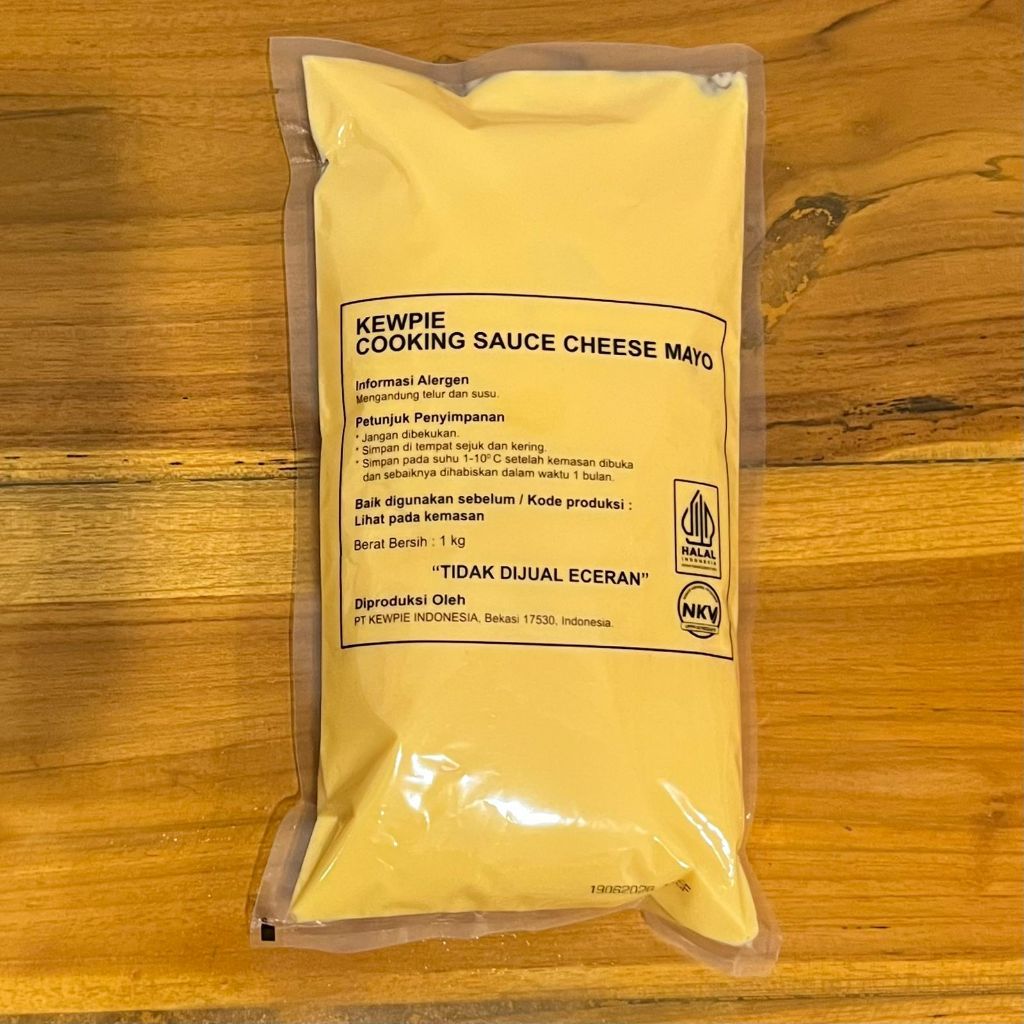 KEWPIE
COOKING SAUCE CHEESE MAYO
Informasi Alergen
Mengandung telur dan susu.
Petunjuk Penyimpanan
* Jangan dibekukan.
* Simpan di tempat sejuk dan kering.
* Simpan pada suhu 1-10⁰ C setelah kemasan dibuka
dan sebaiknya dihabiskan dalam waktu 1 bulan.
Baik digunakan sebelum / Kode produksi :
Lihat pada kemasan
Berat Bersih : 1 kg
HALAL
INDONESIA
"TIDAK DIJUAL ECERAN"
NKV
Diproduksi Oleh
PT KEWPIE INDONESIA, Bekasi 17530, Indonesia.